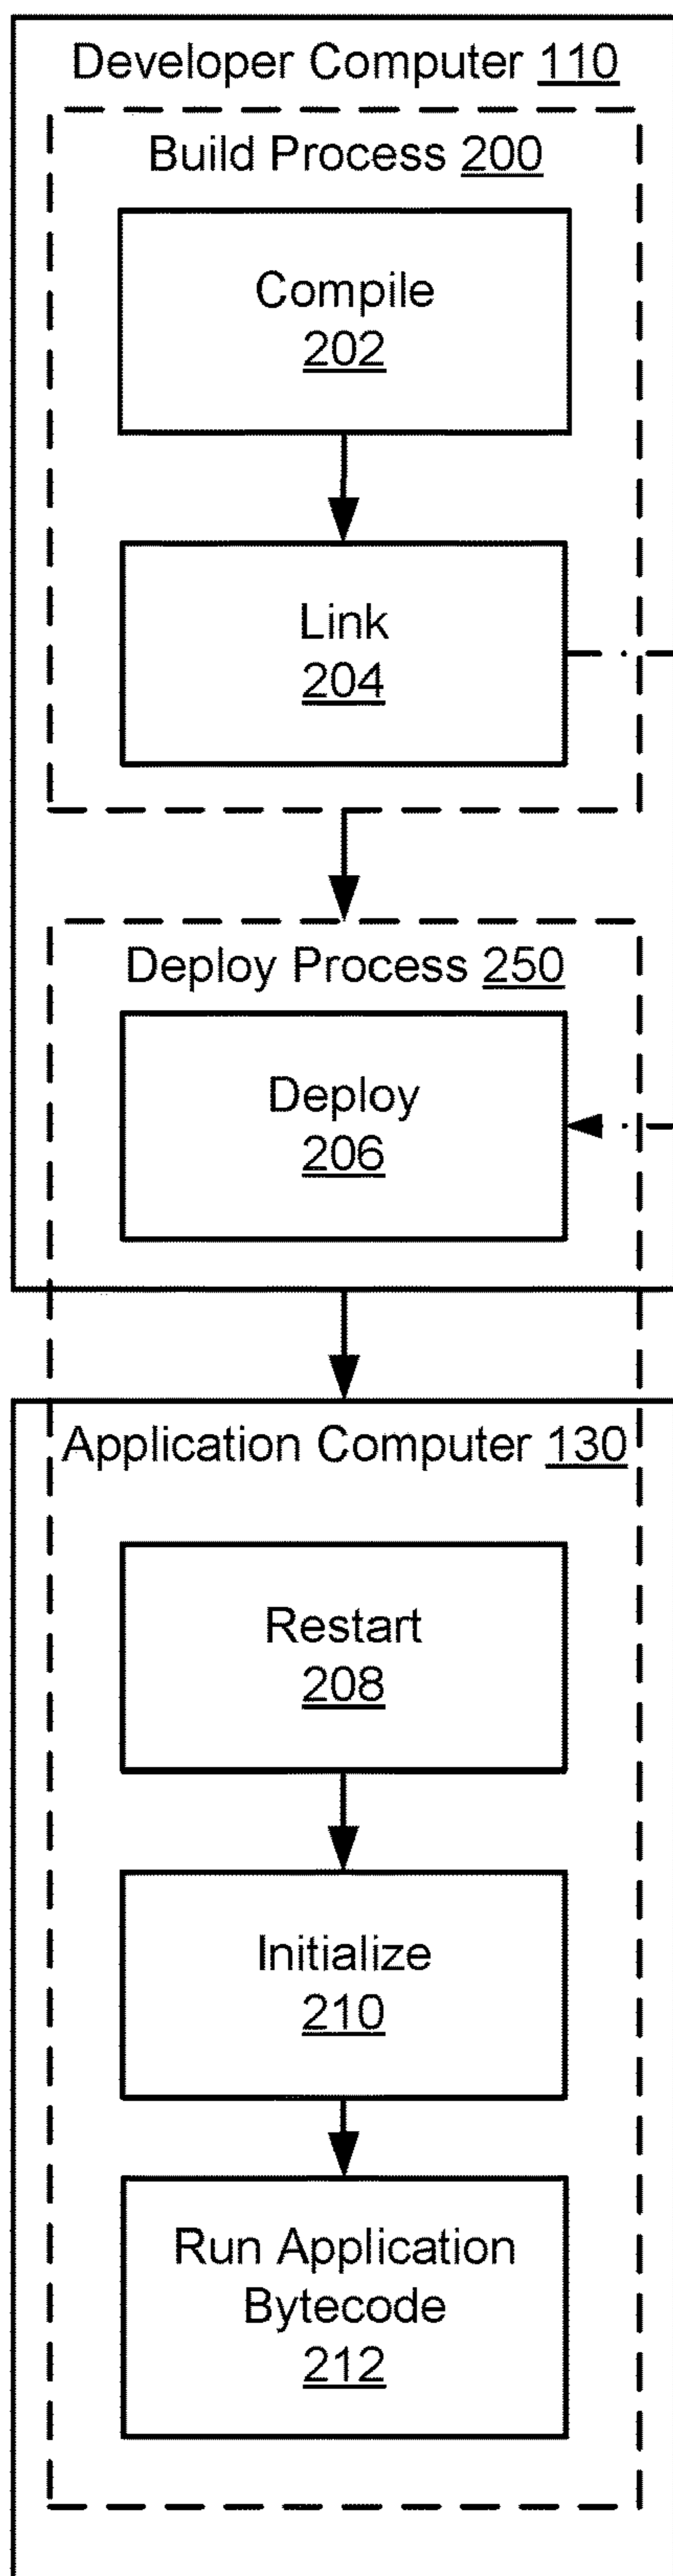 Developer Computer 110
Build Process 200
Compile
202
Link
204
Deploy Process 250
Deploy
206
Application Computer 130
Restart
208
Initialize
210
Run Application
Bytecode
212